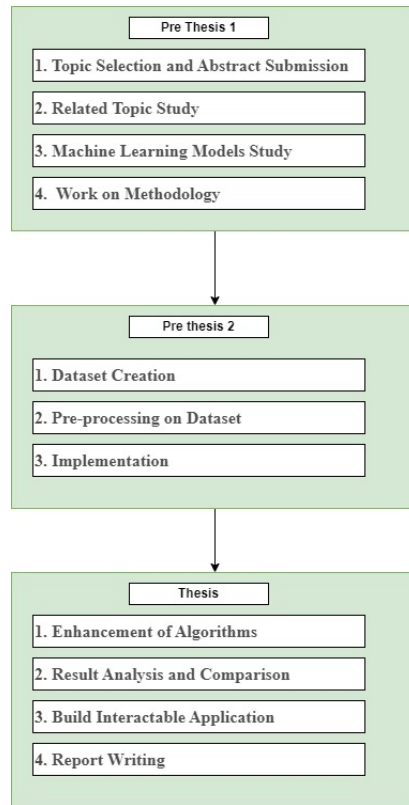 Pre Thesis 1
1. Topic Selection and Abstract Submission
2. Related Topic Study
3. Machine Learning Models Study
4. Work on Methodology
Pre thesis 2
1. Dataset Creation
2. Pre-processing on Dataset
3. Implementation
Thesis
1. Enhancement of Algorithms
2. Result Analysis and Comparison
3. Build Interactable Application
4. Report Writing